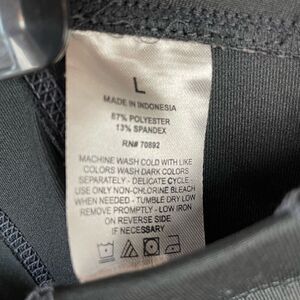 L
MADE IN INDONESIA
87% POLYESTER
13% SPANDEX
RN# 70892
MACHINE WASH COLD WITH LIKE
COLORS WASH DARK COLORS
SEPARATELY - DELICATE CYCLE
USE ONLY NON-CHLORINE BLEACH
WHEN NEEDED - TUMBLE DRY LOW
REMOVE PROMPTLY - LOW IRON
ON REVERSE SIDE
IF NECESSARY